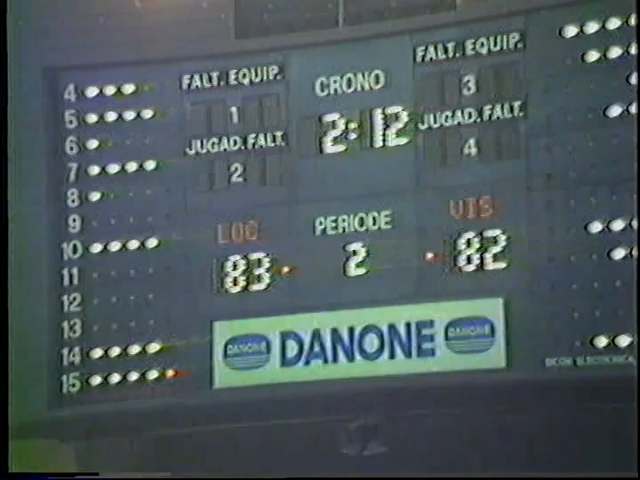 4
5
6
7
8
9
10
11
12
13
14
15
FALT. EQUIP.
1
JUGAD. FALT.
2
CRONO
2:12
FALT. EQUIP.
3
JUGAD. FALT.
4
LOC
83
PERIODE
2
VIS
82
DANONE DANONE DANONE